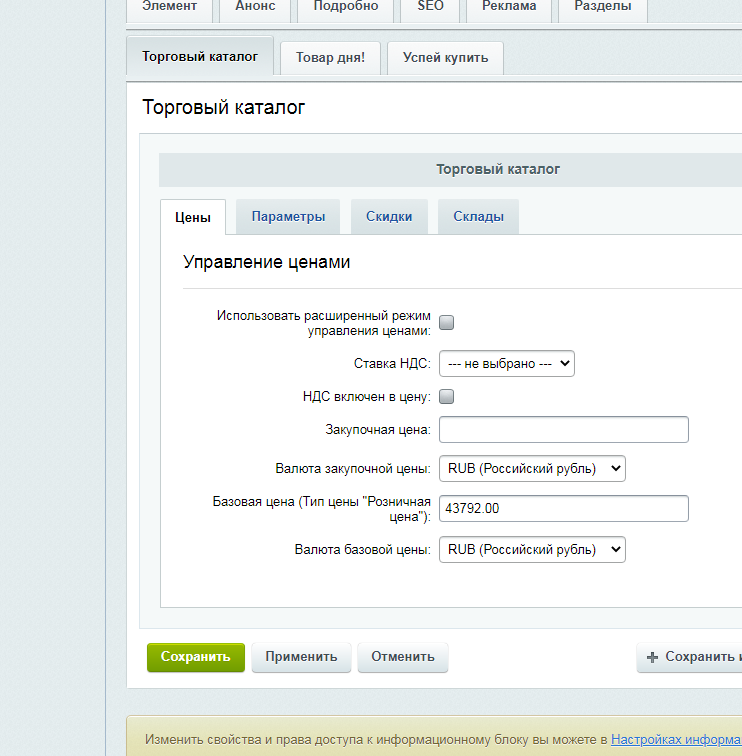 Элемент Анонс Подробно SEO Реклама Разделы
Торговый каталог Товар дня! Успей купить
Торговый каталог
Торговый каталог
Цены Параметры Скидки Склады
Управление ценами
Использовать расширенный режим
управления ценами:
Ставка НДС: --- не выбрано ---
НДС включен в цену:
Закупочная цена:
Валюта закупочной цены: RUB (Российский рубль)
Базовая цена (Тип цены "Розничная
цена"): 43792.00
Валюта базовой цены: RUB (Российский рубль)
Сохранить Применить Отменить + Сохранить
Изменить свойства и права доступа к информационному блоку вы можете в Настройках информа